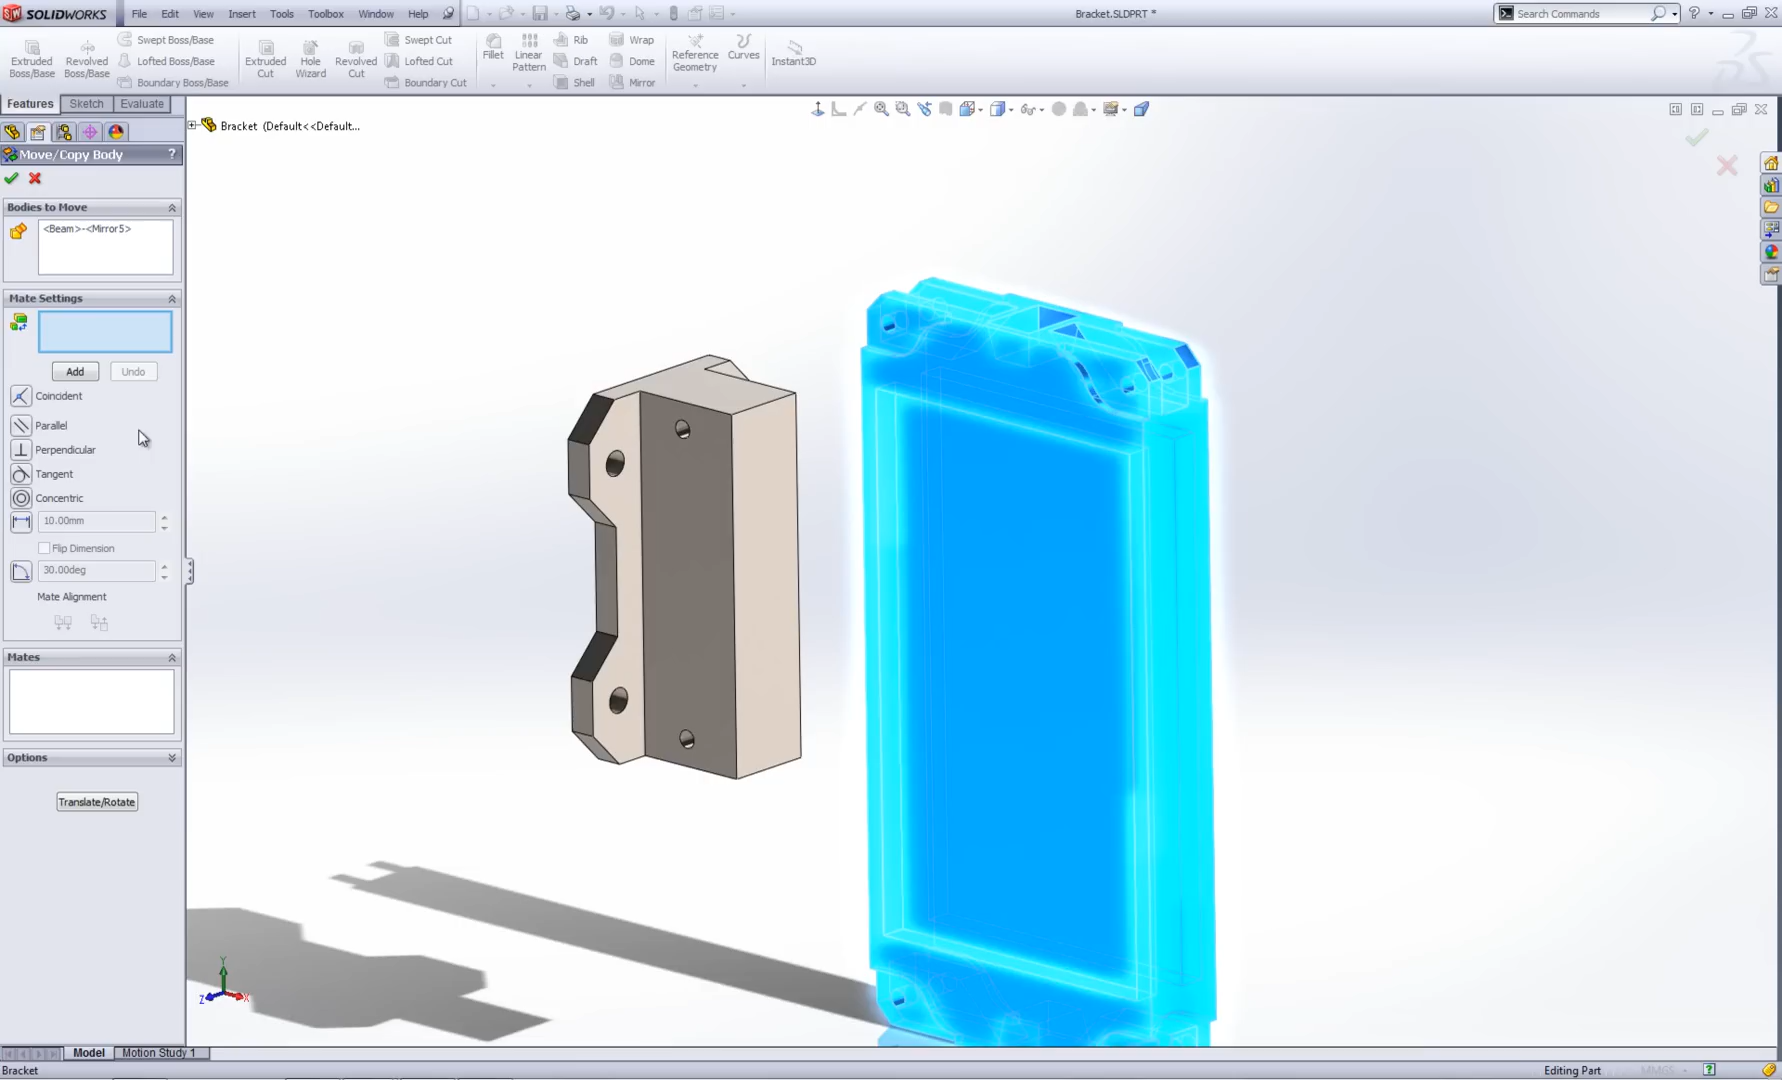 SOLIDWORKS File Edit View Insert Tools Toolbox Window Help Bracket.SLDPRT * Search Commands
Extruded Boss/Base
Revolved Boss/Base
Swept Boss/Base
Lofted Boss/Base
Boundary Boss/Base
Extruded Cut
Hole Wizard
Revolved Cut
Swept Cut
Lofted Cut
Boundary Cut
Fillet
Linear Pattern
Rib
Draft
Shell
Wrap
Dome
Mirror
Reference Geometry
Curves
Instant3D
Features Sketch Evaluate
Bracket (Default<<Default...
Move/Copy Body ?
Bodies to Move
<Beam>-<Mirror5>
Mate Settings
Add Undo
Coincident
Parallel
Perpendicular
Tangent
Concentric
10.00mm
Flip Dimension
30.00deg
Mate Alignment
Mates
Options
Translate/Rotate
Y
Z X
Model Motion Study 1
Bracket Editing Part MMGS ?